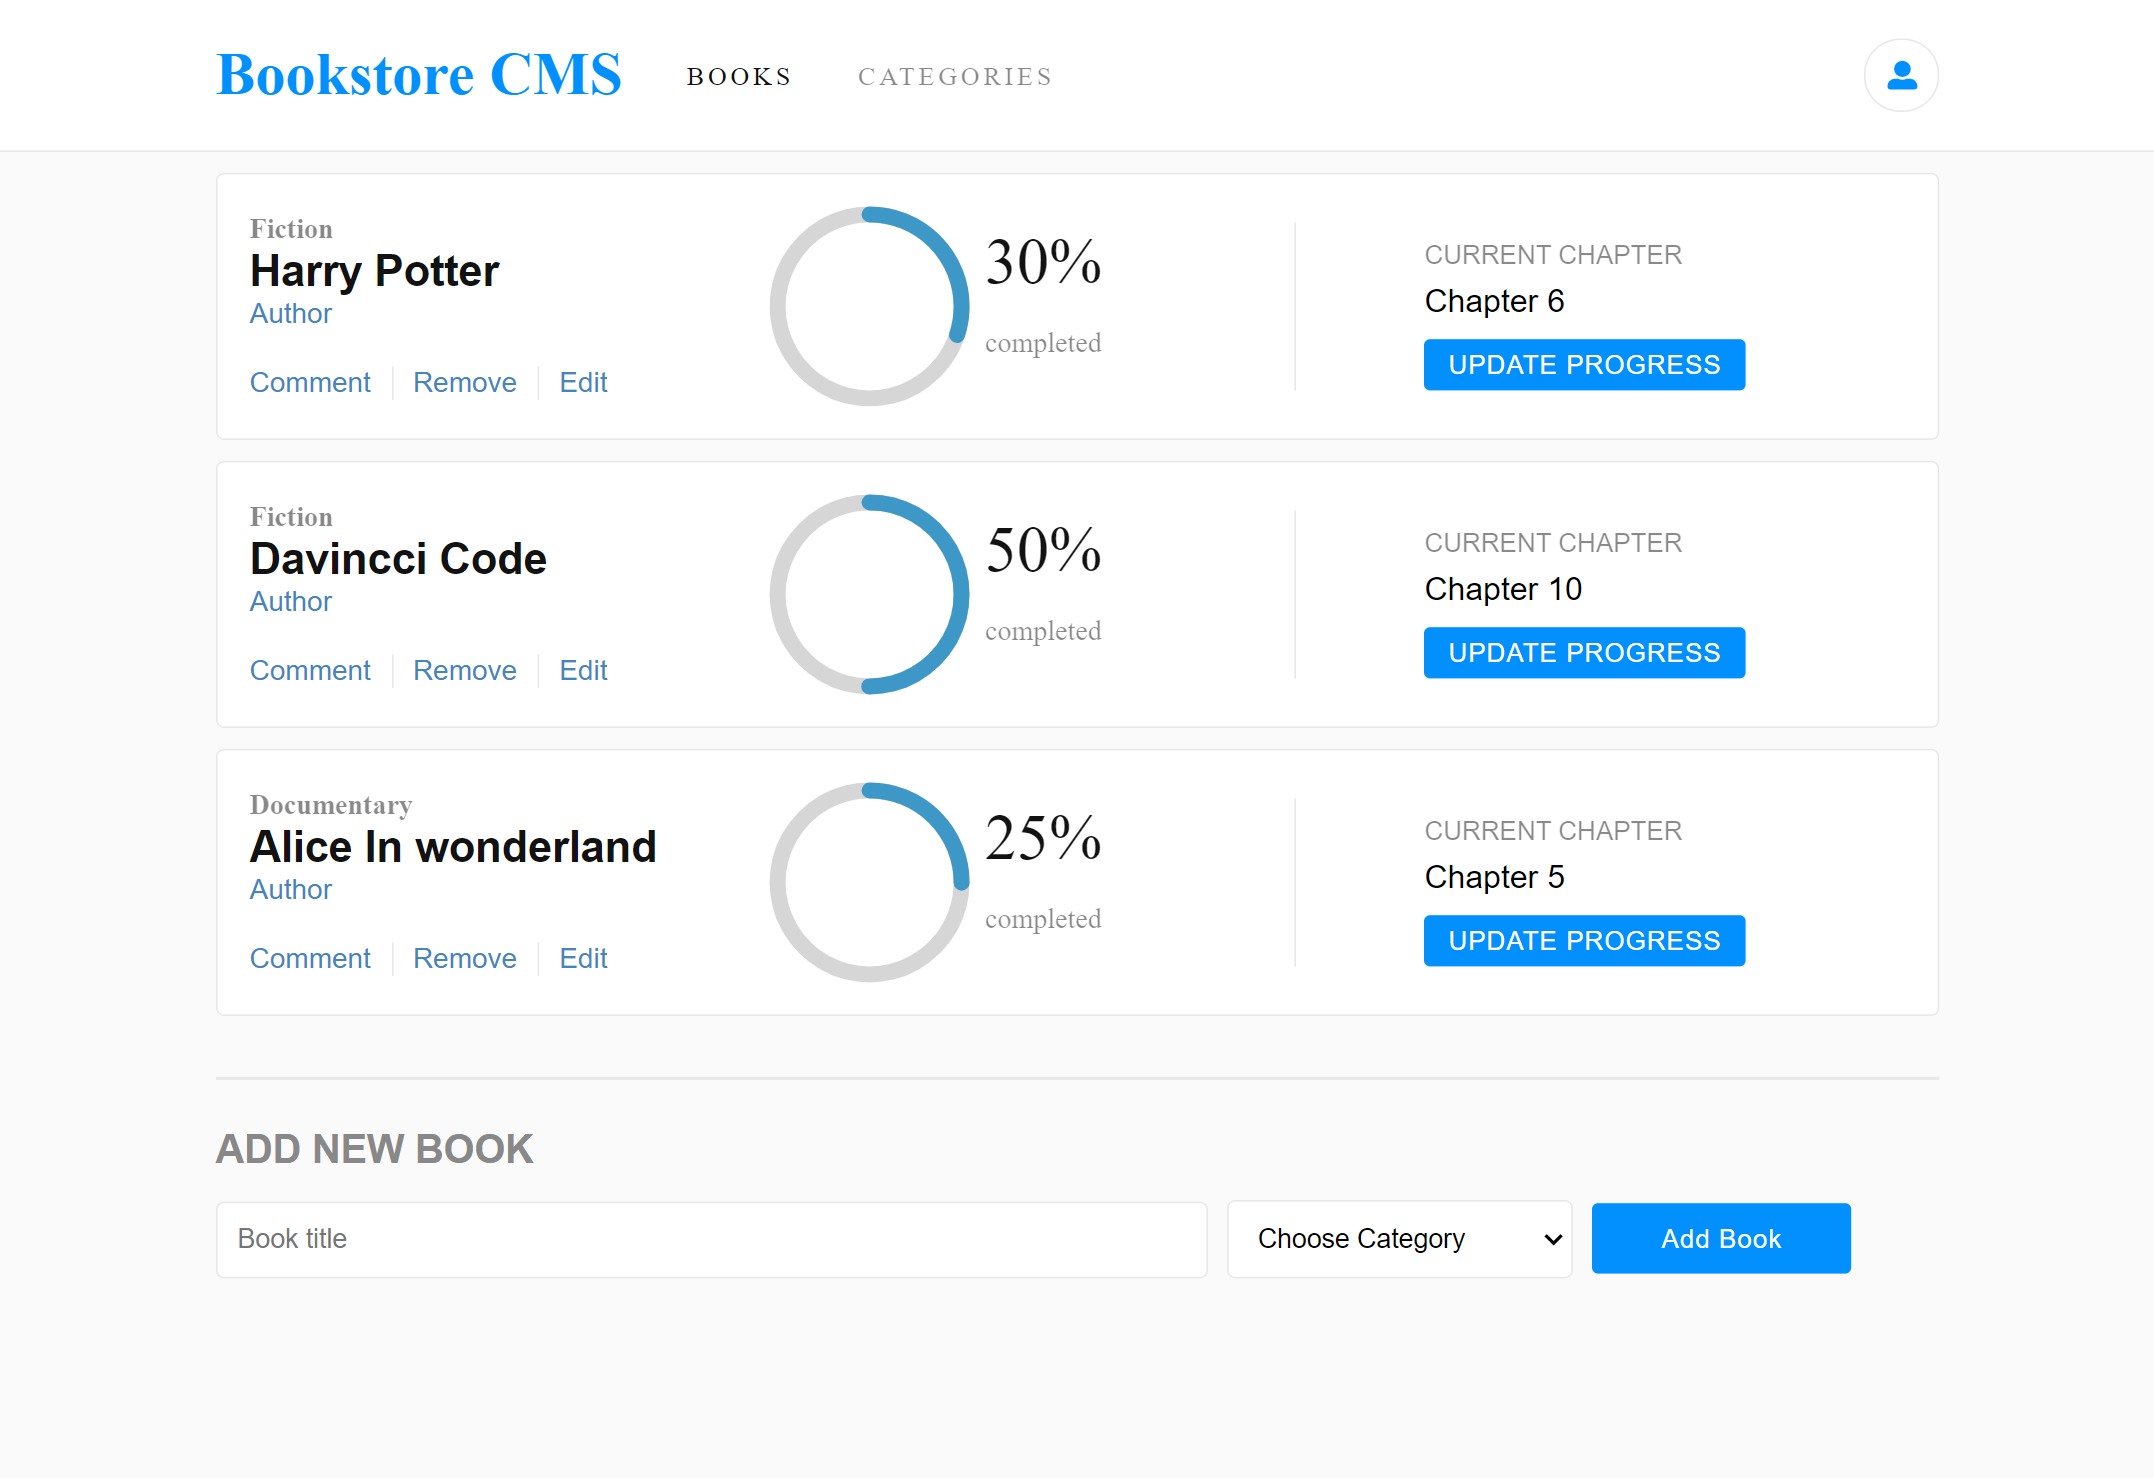 Bookstore CMS BOOKS CATEGORIES
Fiction
Harry Potter
Author
Comment Remove Edit
30%
completed
CURRENT CHAPTER
Chapter 6
UPDATE PROGRESS
Fiction
Davincci Code
Author
Comment Remove Edit
50%
completed
CURRENT CHAPTER
Chapter 10
UPDATE PROGRESS
Documentary
Alice In wonderland
Author
Comment Remove Edit
25%
completed
CURRENT CHAPTER
Chapter 5
UPDATE PROGRESS
ADD NEW BOOK
Book title Choose Category Add Book